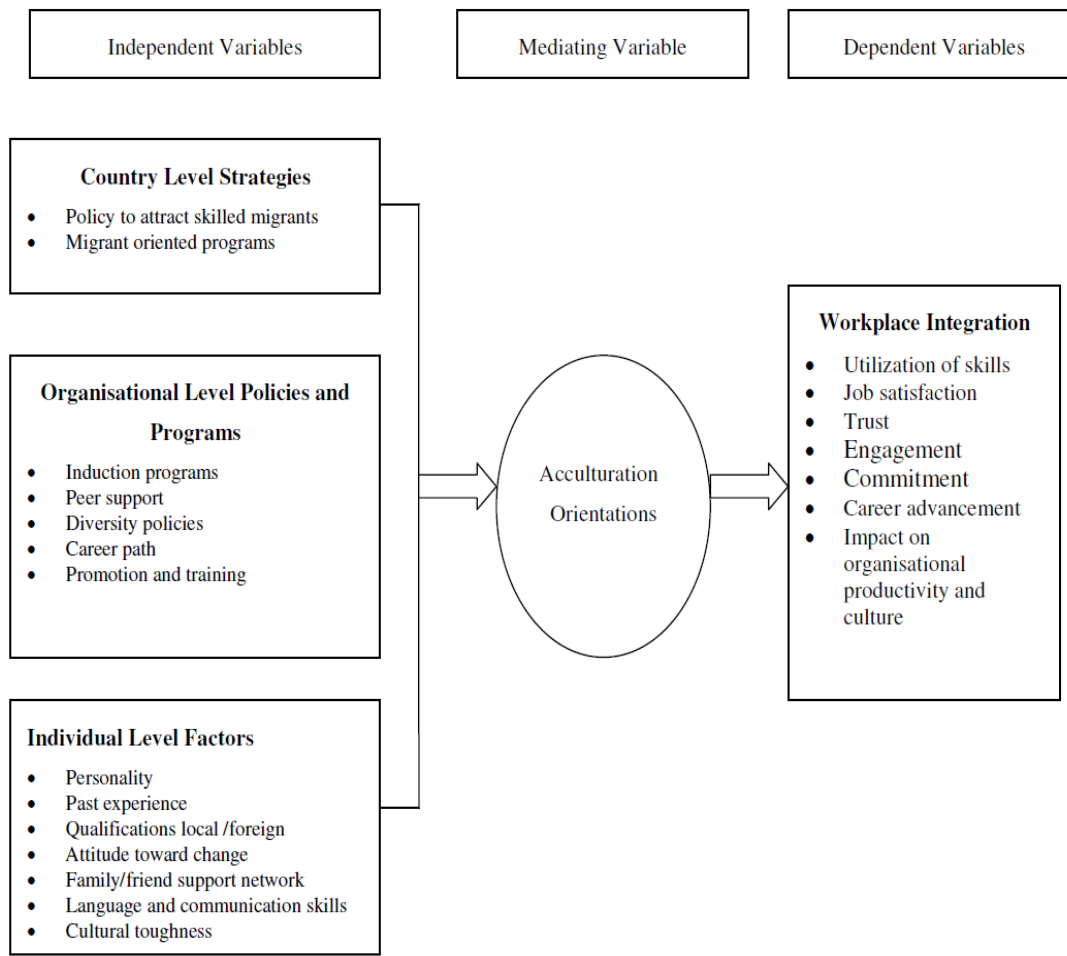 Independent Variables
Mediating Variable
Dependent Variables
Country Level Strategies
• Policy to attract skilled migrants
• Migrant oriented programs
Organisational Level Policies and
Programs
• Induction programs
• Peer support
• Diversity policies
• Career path
• Promotion and training
Individual Level Factors
• Personality
• Past experience
• Qualifications local /foreign
• Attitude toward change
• Family/friend support network
• Language and communication skills
• Cultural toughness
Acculturation
Orientations
Workplace Integration
• Utilization of skills
• Job satisfaction
• Trust
• Engagement
• Commitment
• Career advancement
• Impact on
organisational
productivity and
culture